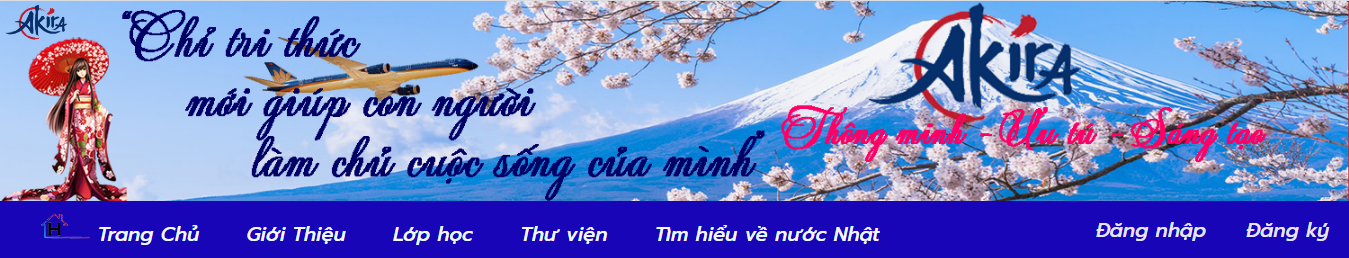 AkirA
"Chỉ tri thức
mới giúp con người
làm chủ cuộc sống của mình"
AkirA
Thông minh - Ưu tú - Sáng tạo
H Trang Chủ Giới Thiệu Lớp học Thư viện Tìm hiểu về nước Nhật Đăng nhập Đăng ký